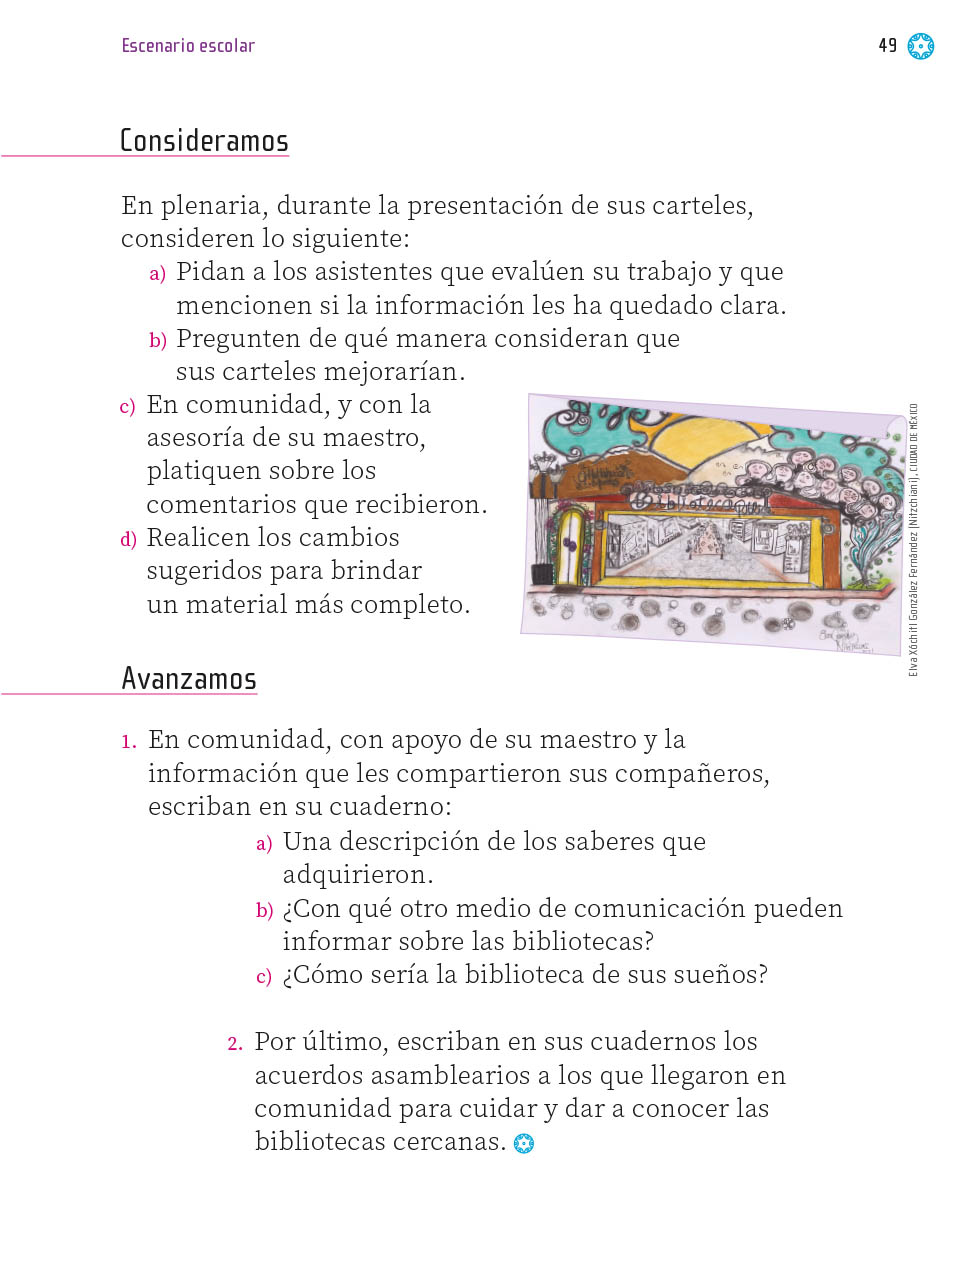 Escenario escolar
49
Consideramos
En plenaria, durante la presentación de sus carteles,
consideren lo siguiente:
a) Pidan a los asistentes que evalúen su trabajo y que
mencionen si la información les ha quedado clara.
b) Pregunten de qué manera consideran que
sus carteles mejorarían.
c) En comunidad, y con la
asesoría de su maestro,
platiquen sobre los
comentarios que recibieron.
d) Realicen los cambios
sugeridos para brindar
un material más completo.
Biblioteca
Elva Xóchitl González Fernández [Nitzchiani], CIUDAD DE MÉXICO
Avanzamos
1. En comunidad, con apoyo de su maestro y la
información que les compartieron sus compañeros,
escriban en su cuaderno:
a) Una descripción de los saberes que
adquirieron.
b) ¿Con qué otro medio de comunicación pueden
informar sobre las bibliotecas?
c) ¿Cómo sería la biblioteca de sus sueños?
2. Por último, escriban en sus cuadernos los
acuerdos asamblearios a los que llegaron en
comunidad para cuidar y dar a conocer las
bibliotecas cercanas.